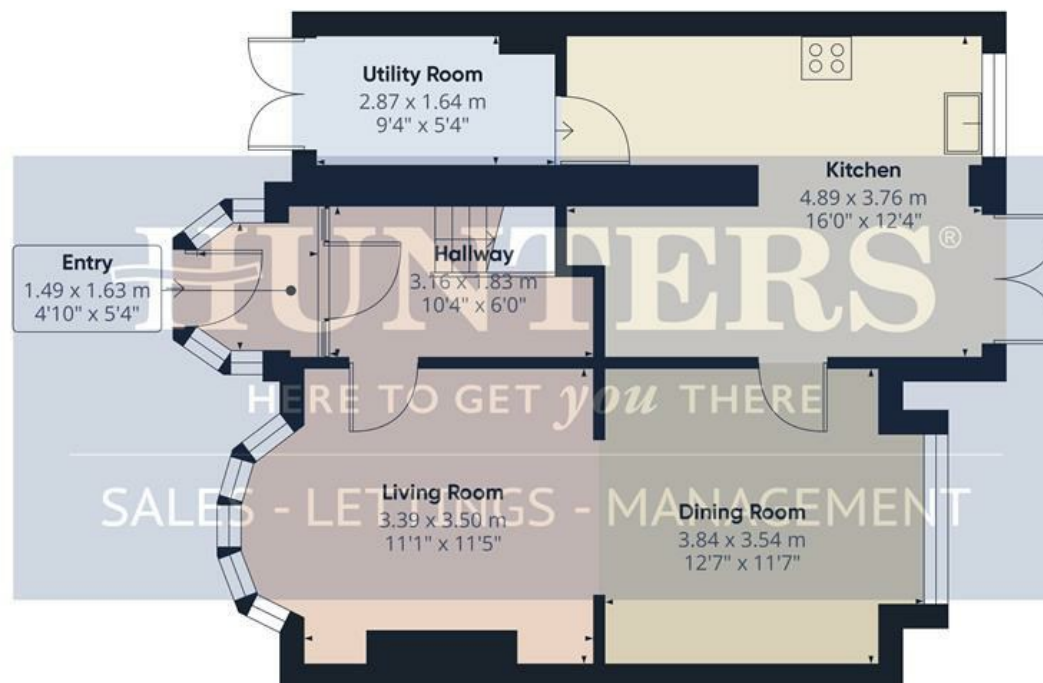 Utility Room
2.87 x 1.64 m
9'4" x 5'4"
Kitchen
4.89 x 3.76 m
16'0" x 12'4"
Entry
1.49 x 1.63 m
4'10" x 5'4"
Hallway
3.16 x 1.83 m
10'4" x 6'0"
HUNTERS®
HERE TO GET you THERE
Living Room
3.39 x 3.50 m
11'1" x 11'5"
Dining Room
3.84 x 3.54 m
12'7" x 11'7"
SALES - LETTINGS - MANAGEMENT